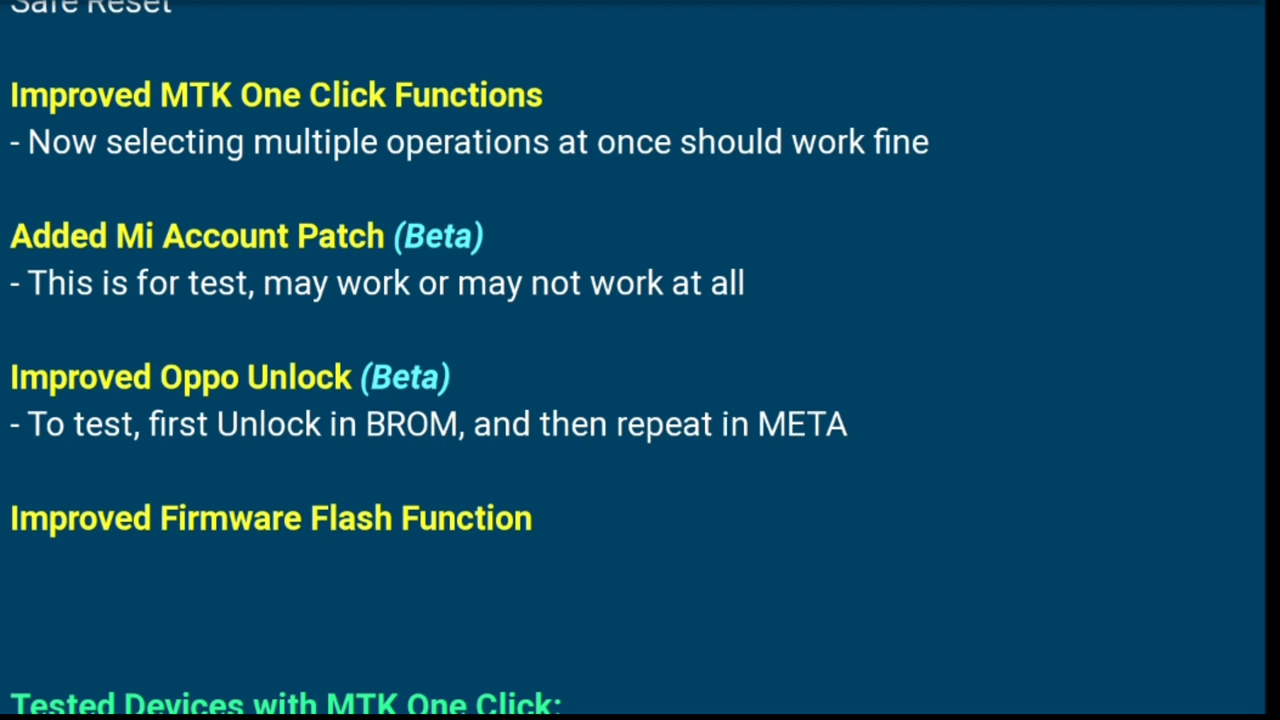 Safe Reset
Improved MTK One Click Functions
- Now selecting multiple operations at once should work fine
Added Mi Account Patch (Beta)
- This is for test, may work or may not work at all
Improved Oppo Unlock (Beta)
- To test, first Unlock in BROM, and then repeat in META
Improved Firmware Flash Function
Tested Devices with MTK One Click: